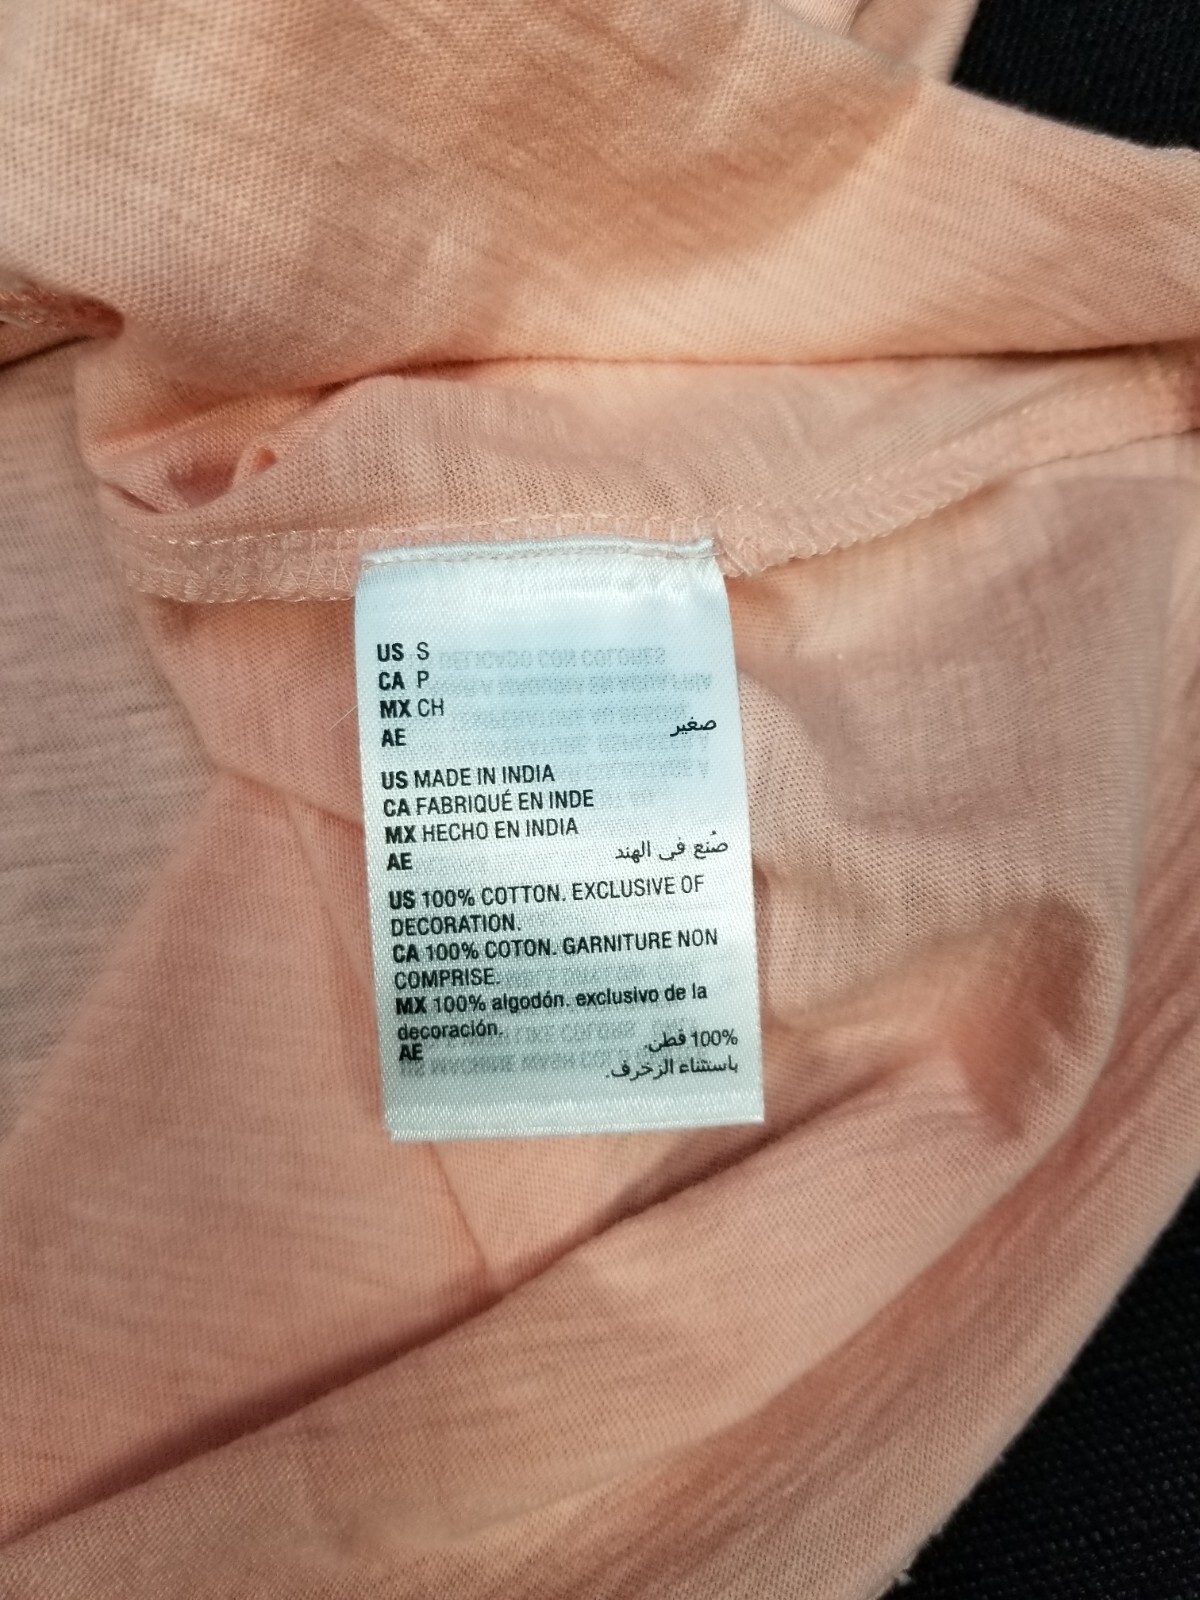 US S
CA P
MX CH
AE صغير
US MADE IN INDIA
CA FABRIQUÉ EN INDE
MX HECHO EN INDIA
AE صُنع في الهند
US 100% COTTON. EXCLUSIVE OF
DECORATION.
CA 100% COTON. GARNITURE NON
COMPRISE.
MX 100% algodón. exclusivo de la
decoración.
AE 100% قطن.
باستثناء الزخرف.